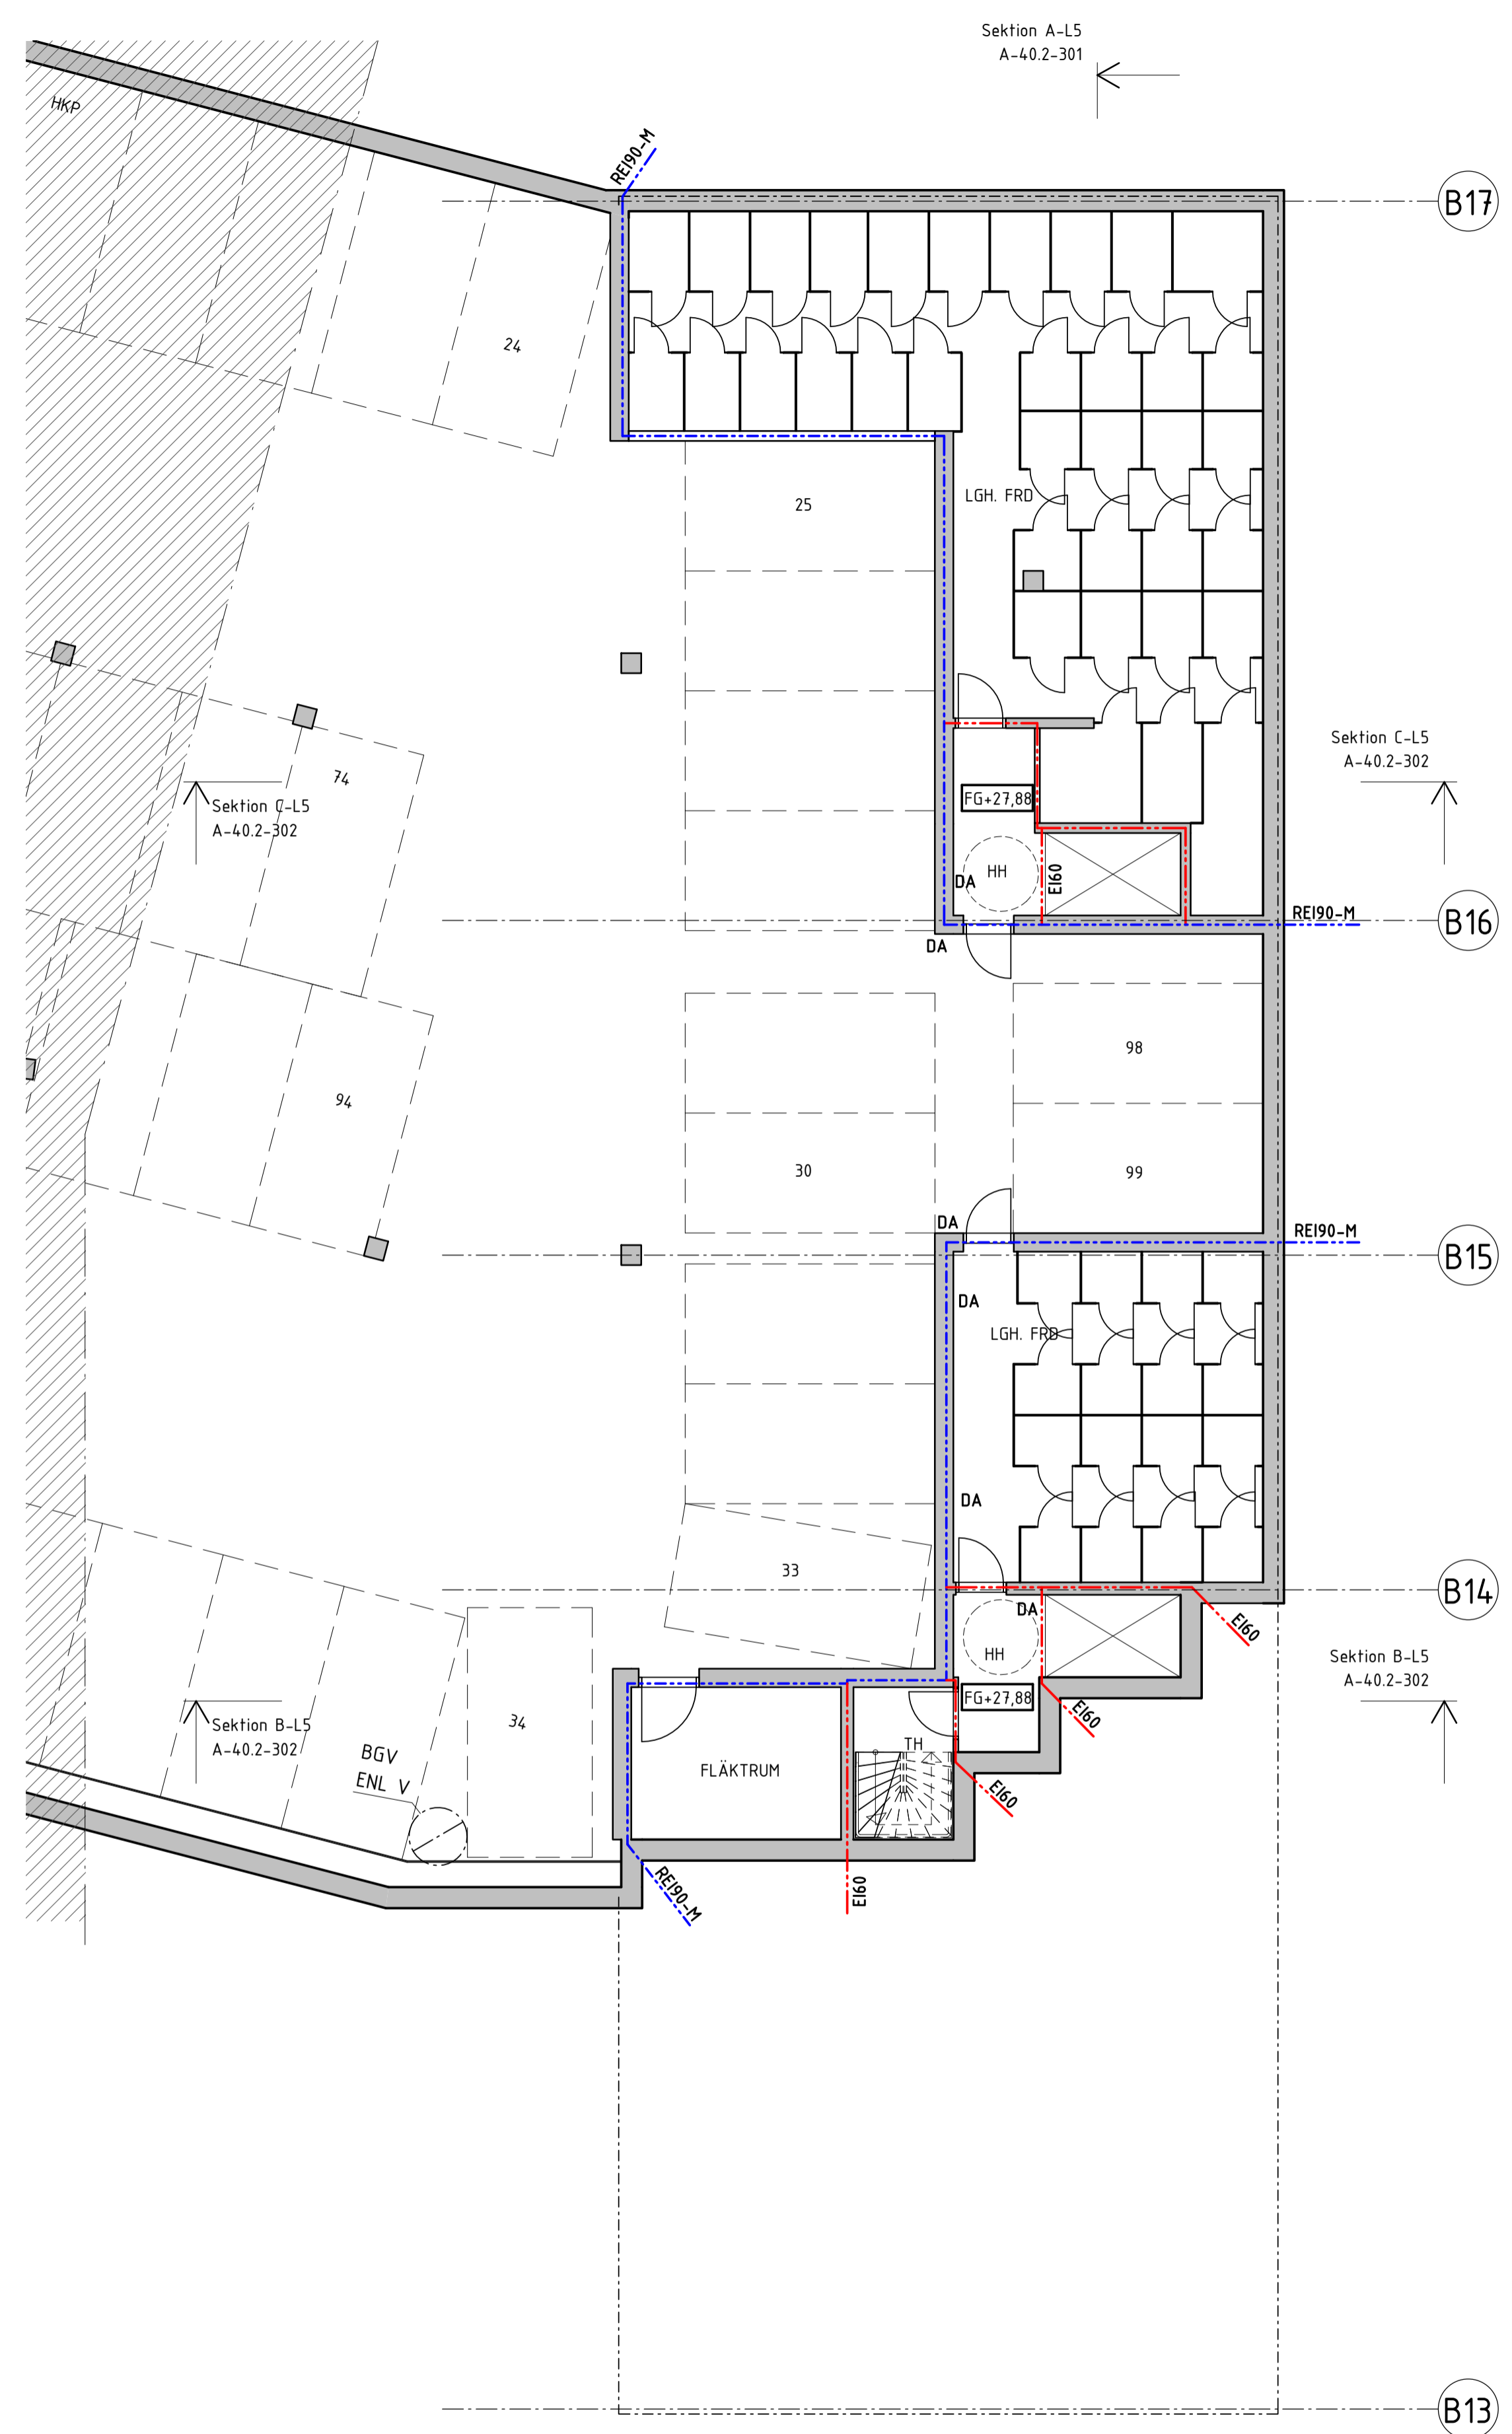 Sektion A-L5
A-40.2-301
HKP
REI90-M
B17
24
25
LGH. FRD
74
Sektion C-L5
A-40.2-302
Sektion C-L5
A-40.2-302
FG+27,88
HH
DA
EI60
REI90-M
B16
DA
98
94
99
30
DA
REI90-M
B15
DA
LGH. FRD
DA
33
B14
DA
EI60
HH
Sektion B-L5
A-40.2-302
FG+27,88
EI60
34
Sektion B-L5
A-40.2-302
TH
BGV
ENL V
FLÄKTRUM
EI60
REI90-M
EI60
B13